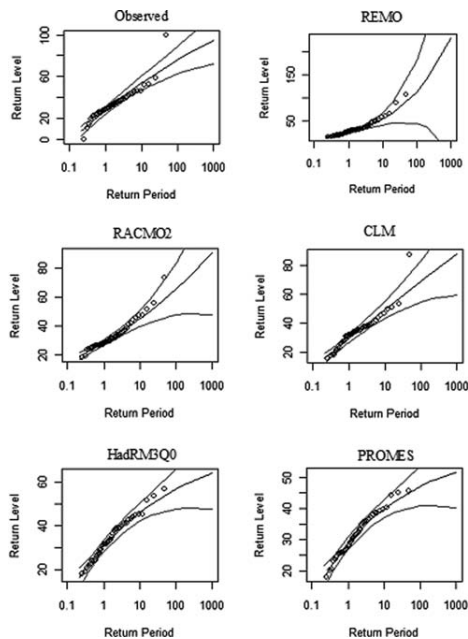 Observed
Return Level
0 30 60 100
0.1 1 10 100 1000
Return Period
REMO
Return Level
50 150
0.1 1 10 100 1000
Return Period
RACMO2
Return Level
20 40 60 80
0.1 1 10 100 1000
Return Period
CLM
Return Level
20 40 60 80
0.1 1 10 100 1000
Return Period
HadRM3Q0
Return Level
20 40 60
0.1 1 10 100 1000
Return Period
PROMES
Return Level
20 30 40 50
0.1 1 10 100 1000
Return Period